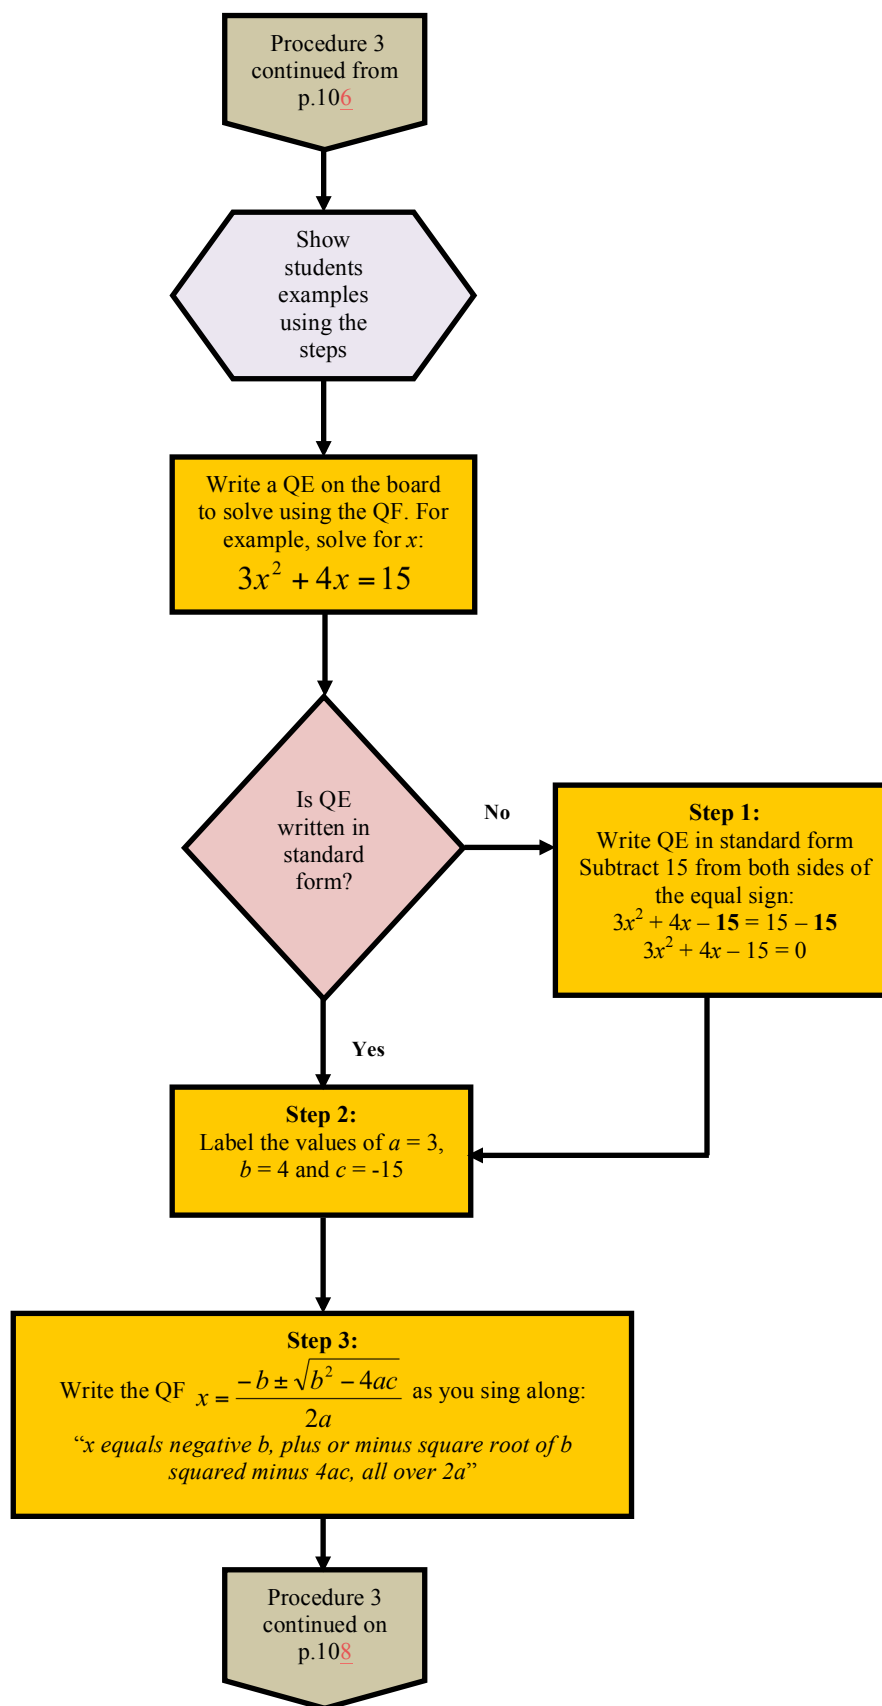 Procedure 3
continued from
p.106
Show
students
examples
using the
steps
Write a QE on the board
to solve using the QF. For
example, solve for x:
3x² + 4x = 15
Is QE
written in
standard
form?
No
Step 1:
Write QE in standard form
Subtract 15 from both sides of
the equal sign:
3x² + 4x – 15 = 15 – 15
3x² + 4x – 15 = 0
Yes
Step 2:
Label the values of a = 3,
b = 4 and c = -15
Step 3:
Write the QF x = (-b ± √(b² - 4ac)) / 2a as you sing along:
“x equals negative b, plus or minus square root of b
squared minus 4ac, all over 2a”
Procedure 3
continued on
p.108